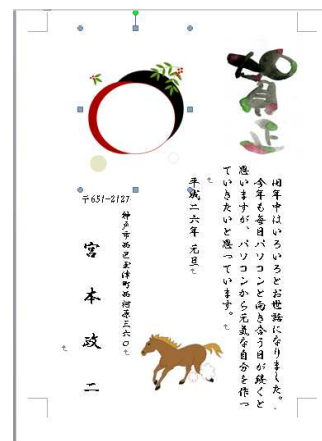 賀正
旧年中はいろいろとお世話になりました。
今年も毎日パソコンと向き合う日が続くと
思いますが、パソコンから元気な自分を作っ
ていきたいと思っています。
平成二六年 元旦
〒651-2127
神戸市西区玉津町西河原三六〇
宮本政二